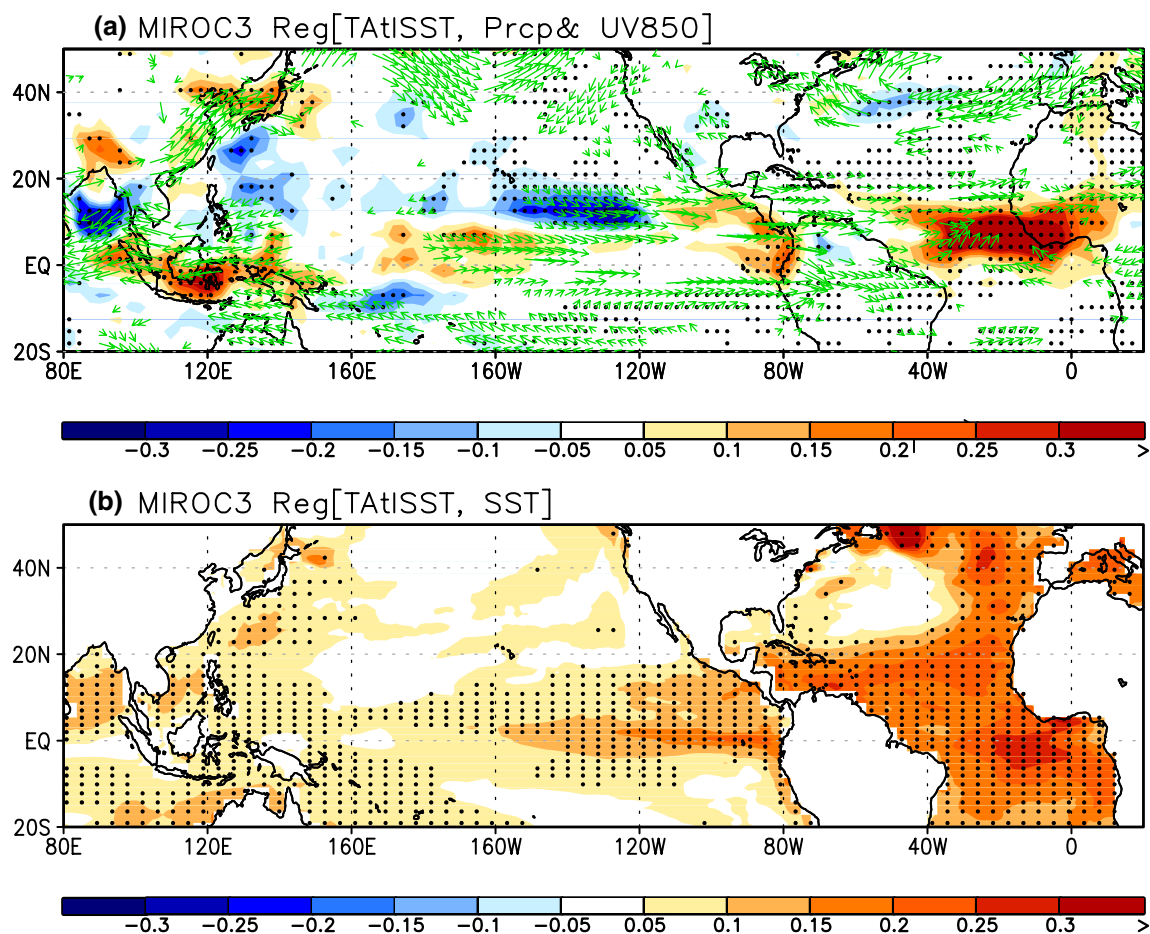 (a) MIROC3 Reg[TAtlSST, Prcp& UV850]
40N
20N
EQ
20S
80E 120E 160E 160W 120W 80W 40W 0
−0.3 −0.25 −0.2 −0.15 −0.1 −0.05 0.05 0.1 0.15 0.2 0.25 0.3 >
(b) MIROC3 Reg[TAtlSST, SST]
40N
20N
EQ
20S
80E 120E 160E 160W 120W 80W 40W 0
−0.3 −0.25 −0.2 −0.15 −0.1 −0.05 0.05 0.1 0.15 0.2 0.25 0.3 >